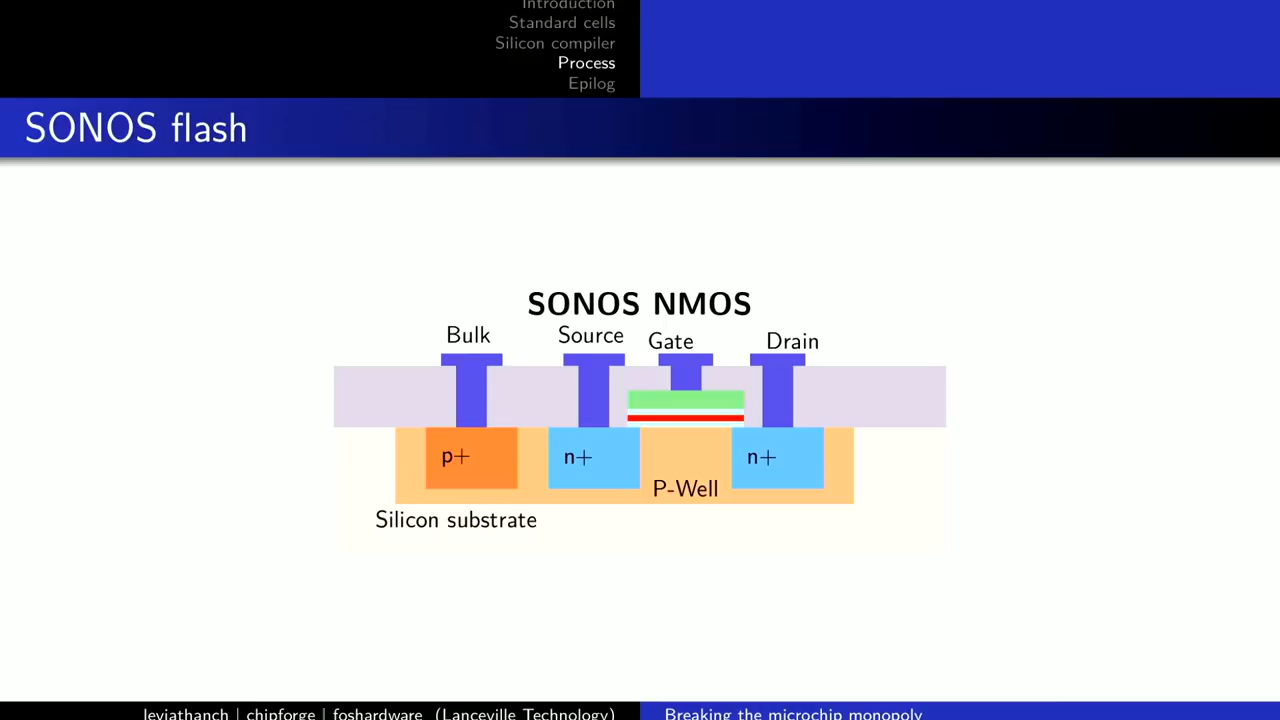 Introduction
Standard cells
Silicon compiler
Process
Epilog
SONOS flash
SONOS NMOS
Bulk
Source
Gate
Drain
p+
n+
n+
P-Well
Silicon substrate
leviathanch | chipforge | foshardware (Lanceville Technology)
Breaking the microchip monopoly